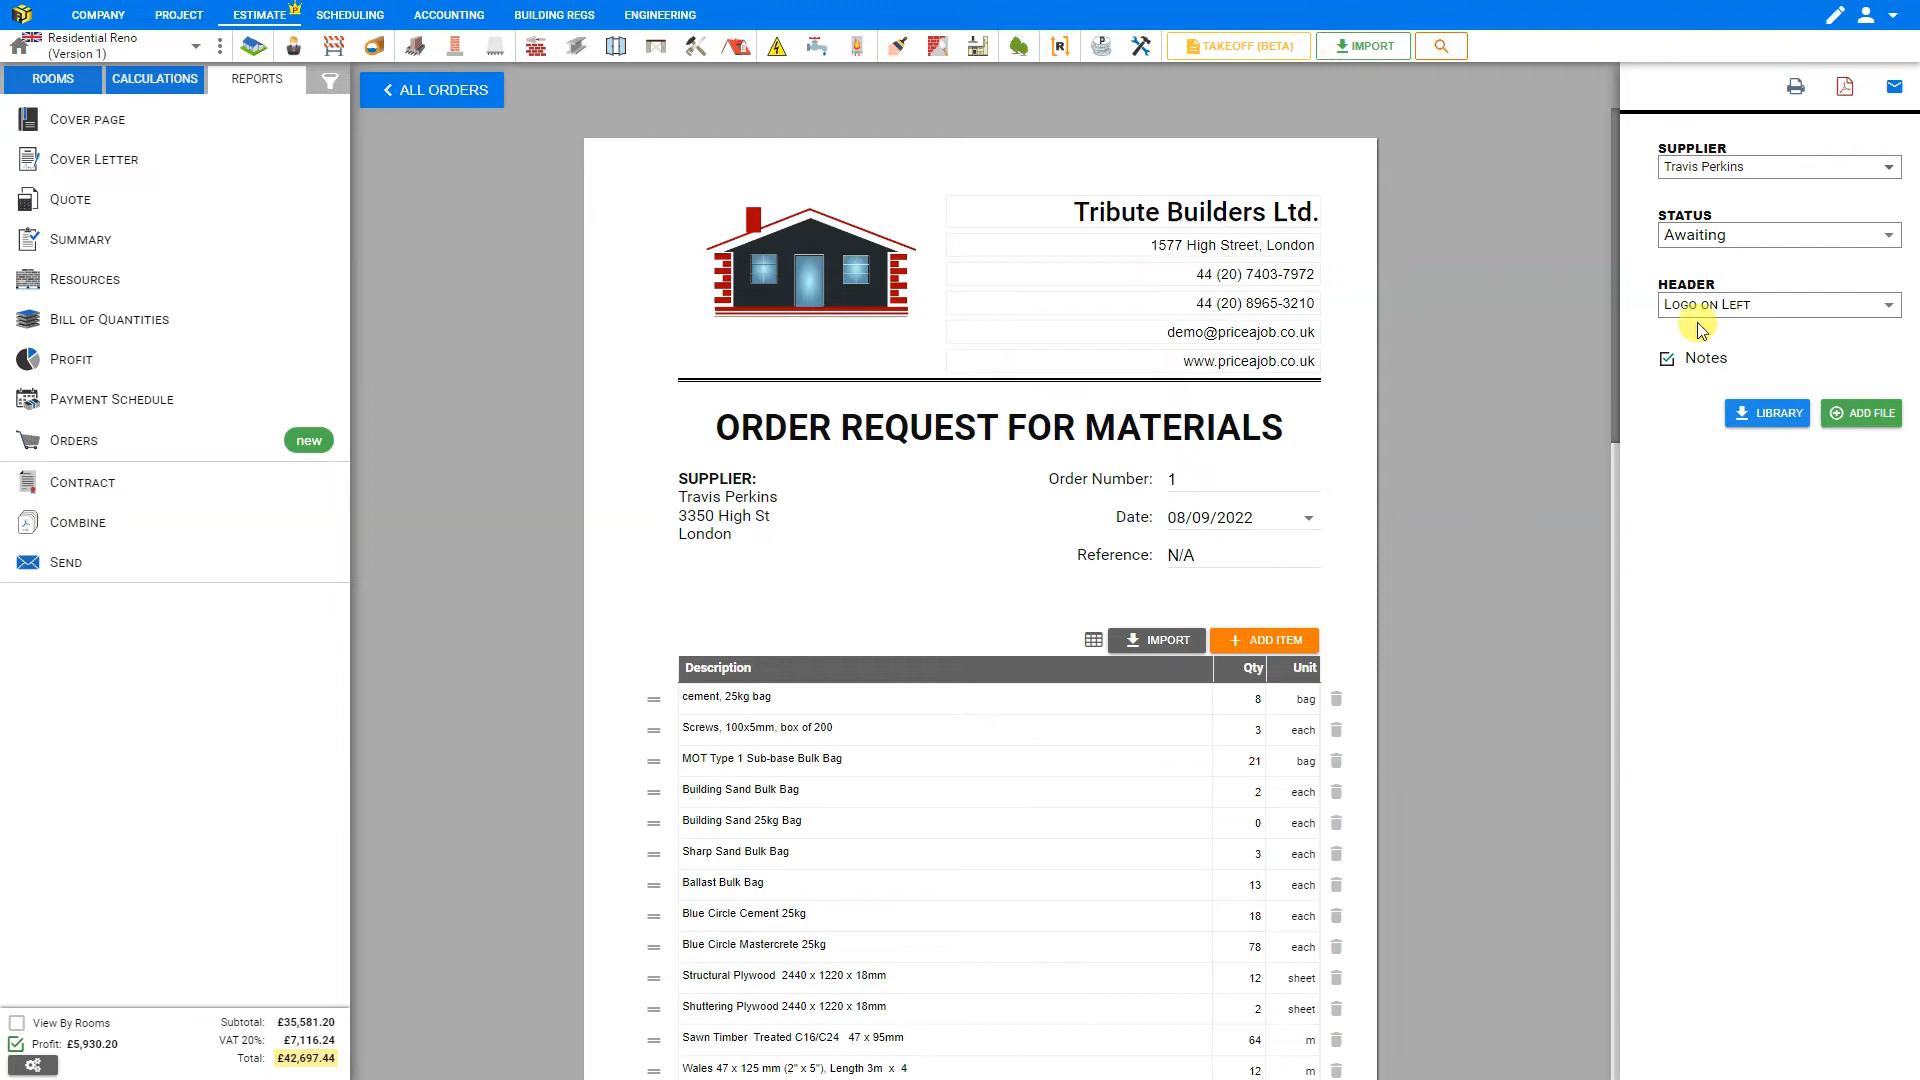 COMPANY PROJECT ESTIMATE SCHEDULING ACCOUNTING BUILDING REGS ENGINEERING
Residential Reno
(Version 1)
TAKEOFF (BETA) IMPORT
ROOMS CALCULATIONS REPORTS
ALL ORDERS
COVER PAGE
COVER LETTER
QUOTE
SUMMARY
RESOURCES
BILL OF QUANTITIES
PROFIT
PAYMENT SCHEDULE
ORDERS new
CONTRACT
COMBINE
SEND
View By Rooms
Profit: £5,930.20
Subtotal: £35,581.20
VAT 20%: £7,116.24
Total: £42,697.44
Tribute Builders Ltd.
1577 High Street, London
44 (20) 7403-7972
44 (20) 8965-3210
demo@priceajob.co.uk
www.priceajob.co.uk
ORDER REQUEST FOR MATERIALS
SUPPLIER:
Travis Perkins
3350 High St
London
Order Number: 1
Date: 08/09/2022
Reference: N/A
IMPORT ADD ITEM
Description Qty Unit
cement, 25kg bag 8 bag
Screws, 100x5mm, box of 200 3 each
MOT Type 1 Sub-base Bulk Bag 21 bag
Building Sand Bulk Bag 2 each
Building Sand 25kg Bag 0 each
Sharp Sand Bulk Bag 3 each
Ballast Bulk Bag 13 each
Blue Circle Cement 25kg 18 each
Blue Circle Mastercrete 25kg 78 each
Structural Plywood 2440 x 1220 x 18mm 12 sheet
Shuttering Plywood 2440 x 1220 x 18mm 2 sheet
Sawn Timber Treated C16/C24 47 x 95mm 64 m
Wales 47 x 125 mm (2" x 5"), Length 3m x 4 12 m
SUPPLIER
Travis Perkins
STATUS
Awaiting
HEADER
LOGO ON LEFT
Notes
LIBRARY ADD FILE